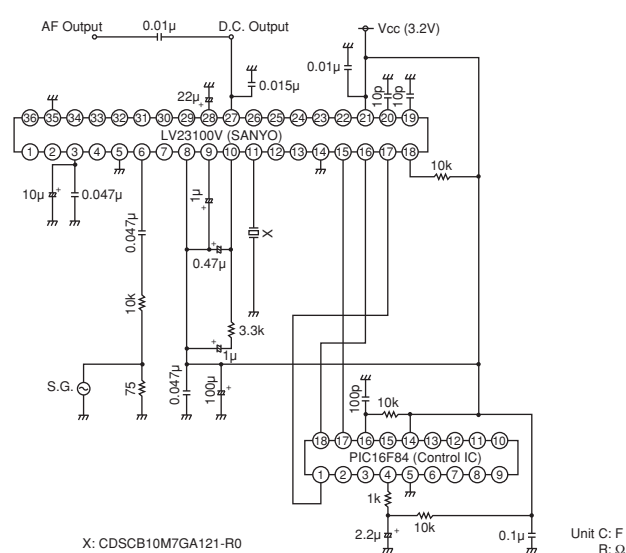 AF Output
0.01µ
D.C. Output
Vcc (3.2V)
0.01µ
0.015µ
22µ
+
10p
10p
36 35 34 33 32 31 30 29 28 27 26 25 24 23 22 21 20 19
LV23100V (SANYO)
1 2 3 4 5 6 7 8 9 10 11 12 13 14 15 16 17 18
10k
10µ
+
0.047µ
0.047µ
1µ
+
X
+
0.47µ
10k
3.3k
+
1µ
S.G.
75
0.047µ
100µ
+
100p
10k
18 17 16 15 14 13 12 11 10
PIC16F84 (Control IC)
1 2 3 4 5 6 7 8 9
1k
10k
2.2µ
+
0.1µ
X: CDSCB10M7GA121-R0
Unit C: F
R: Ω